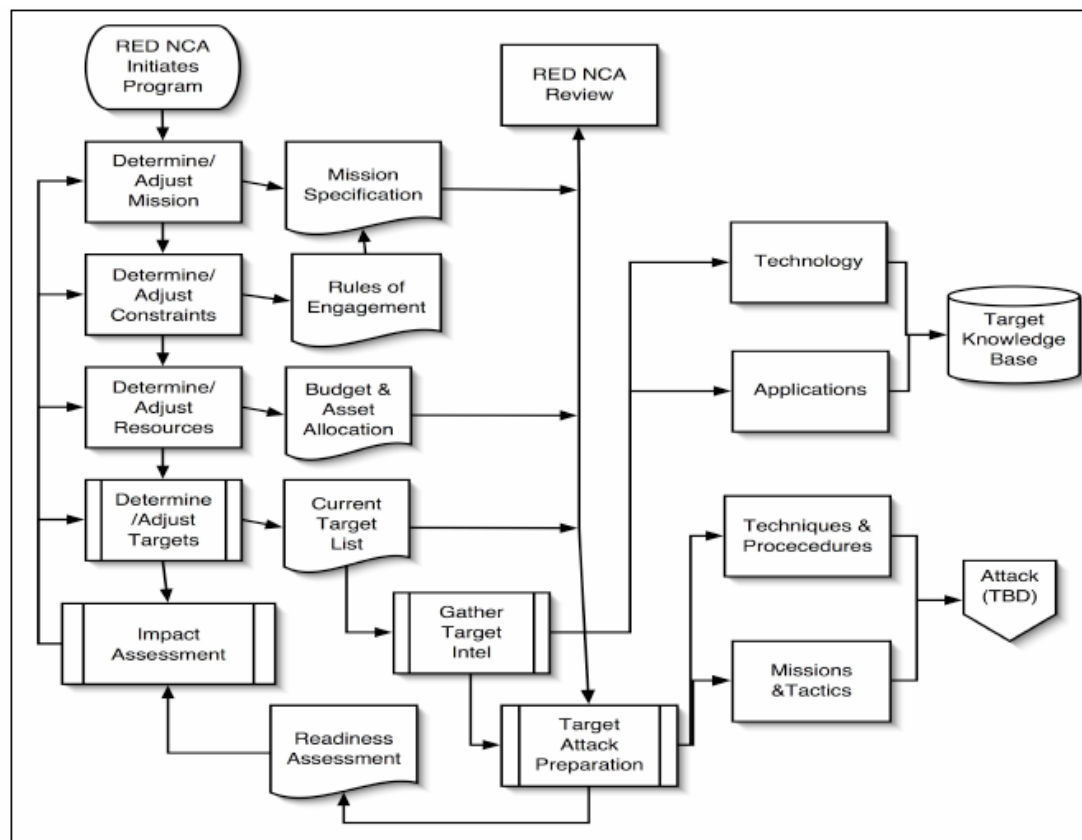 RED NCA
Initiates
Program
RED NCA
Review
Determine/
Adjust
Mission
Mission
Specification
Determine/
Adjust
Constraints
Rules of
Engagement
Technology
Target
Knowledge
Base
Determine/
Adjust
Resources
Budget &
Asset
Allocation
Applications
Determine
/Adjust
Targets
Current
Target
List
Techniques &
Proccecedures
Attack
(TBD)
Impact
Assessment
Gather
Target
Intel
Missions
&Tactics
Readiness
Assessment
Target
Attack
Preparation